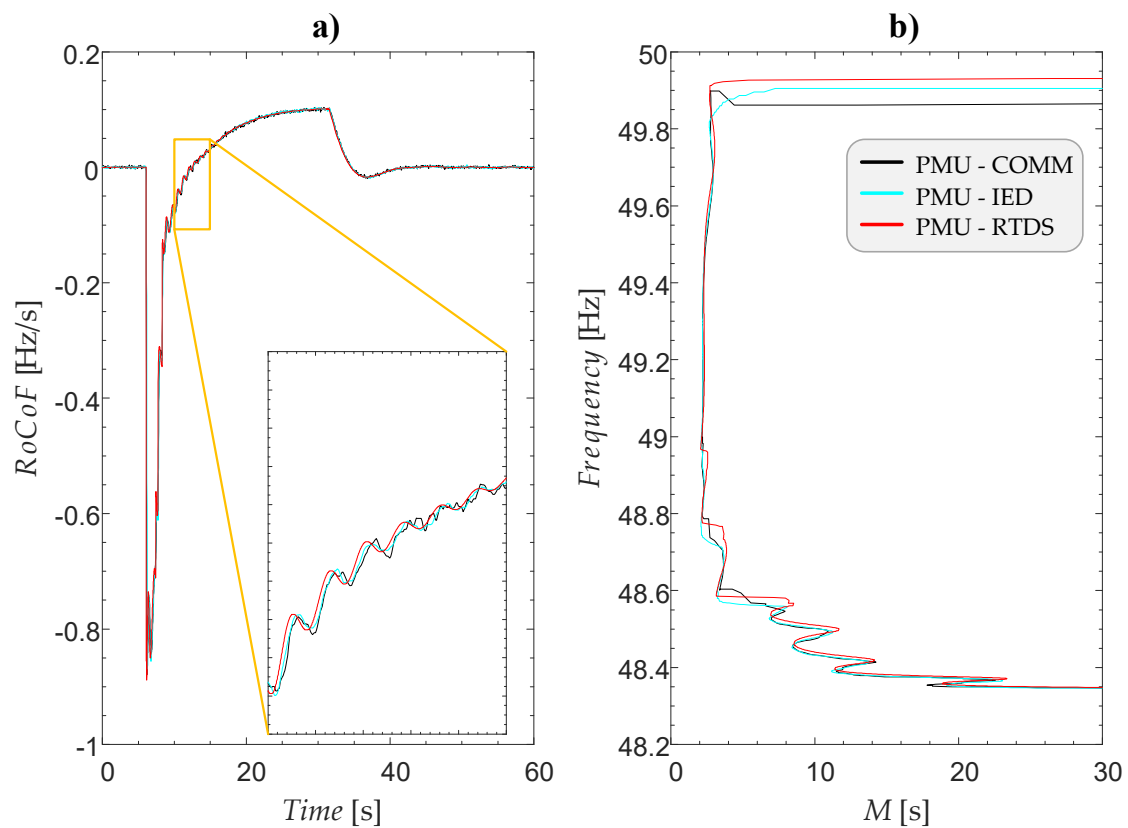 a)
0.2
0
-0.2
-0.4
-0.6
-0.8
-1
RoCoF [Hz/s]
0 20 40 60
Time [s]
b)
50
49.8
49.6
49.4
49.2
49
48.8
48.6
48.4
48.2
Frequency [Hz]
0 10 20 30
M [s]
PMU - COMM
PMU - IED
PMU - RTDS